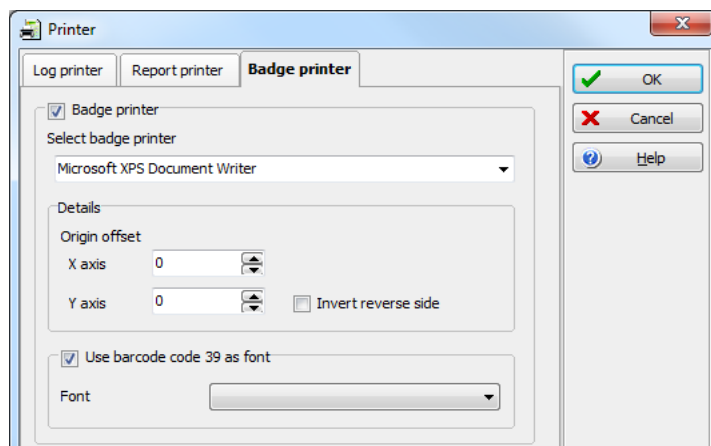 Printer
Log printer Report printer Badge printer
OK
Cancel
Help
Badge printer
Select badge printer
Microsoft XPS Document Writer
Details
Origin offset
X axis 0
Y axis 0 Invert reverse side
Use barcode code 39 as font
Font